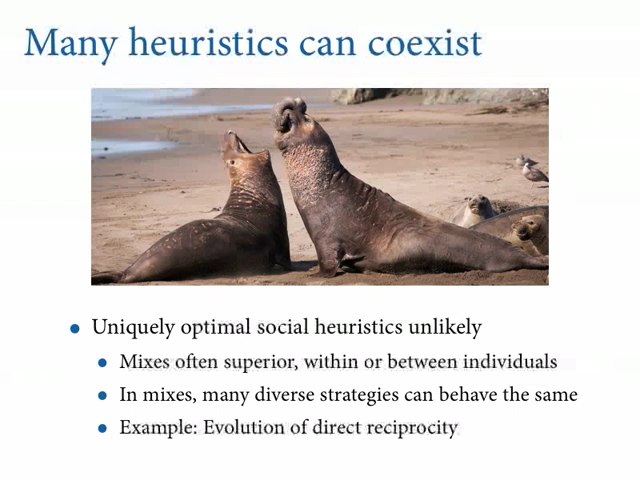 Many heuristics can coexist
Uniquely optimal social heuristics unlikely
Mixes often superior, within or between individuals
In mixes, many diverse strategies can behave the same
Example: Evolution of direct reciprocity